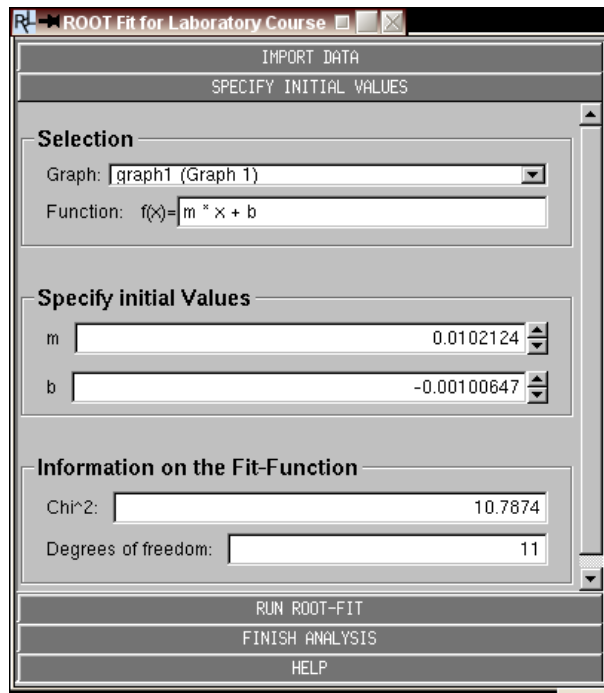 RL ROOT Fit for Laboratory Course
IMPORT DATA
SPECIFY INITIAL VALUES
Selection
Graph: graph1 (Graph 1)
Function: f(x)= m * x + b
Specify initial Values
m 0.0102124
b -0.00100647
Information on the Fit-Function
Chi^2: 10.7874
Degrees of freedom: 11
RUN ROOT-FIT
FINISH ANALYSIS
HELP